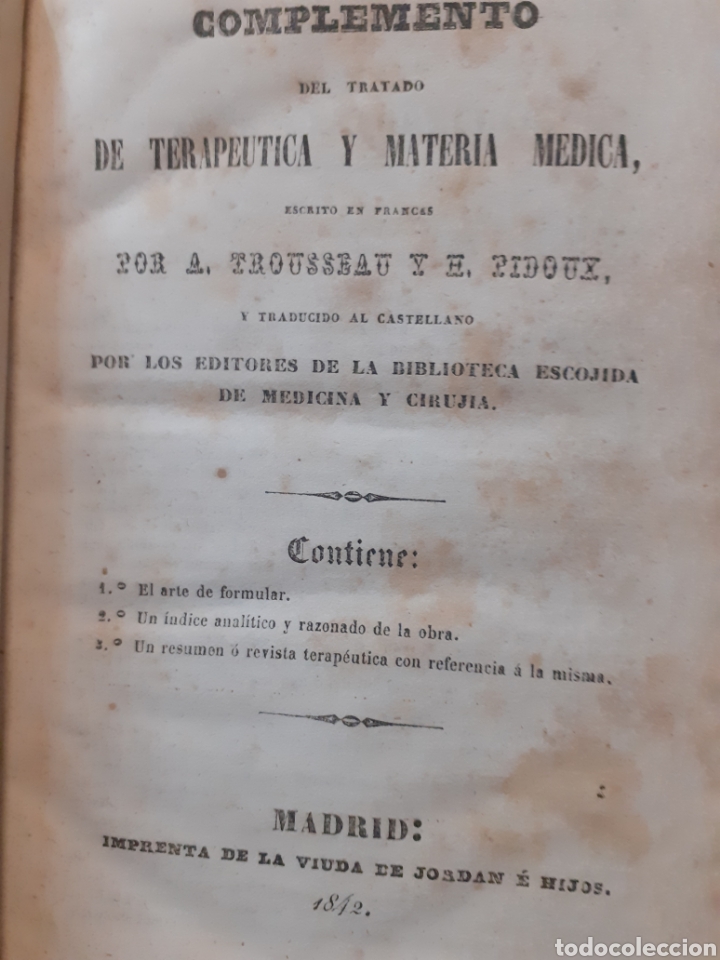 COMPLEMENTO
DEL TRATADO
DE TERAPEUTICA Y MATERIA MEDICA,
ESCRITO EN FRANCES
POR A. TROUSSEAU Y H. PIDOUX,
Y TRADUCIDO AL CASTELLANO
POR LOS EDITORES DE LA BIBLIOTECA ESCOJIDA
DE MEDICINA Y CIRUJIA.
Contiene:
1.º El arte de formular.
2.º Un índice analítico y razonado de la obra.
3.º Un resumen ó revista terapéutica con referencia á la misma.
MADRID:
IMPRENTA DE LA VIUDA DE JORDAN É HIJOS.
1842.
todocoleccion